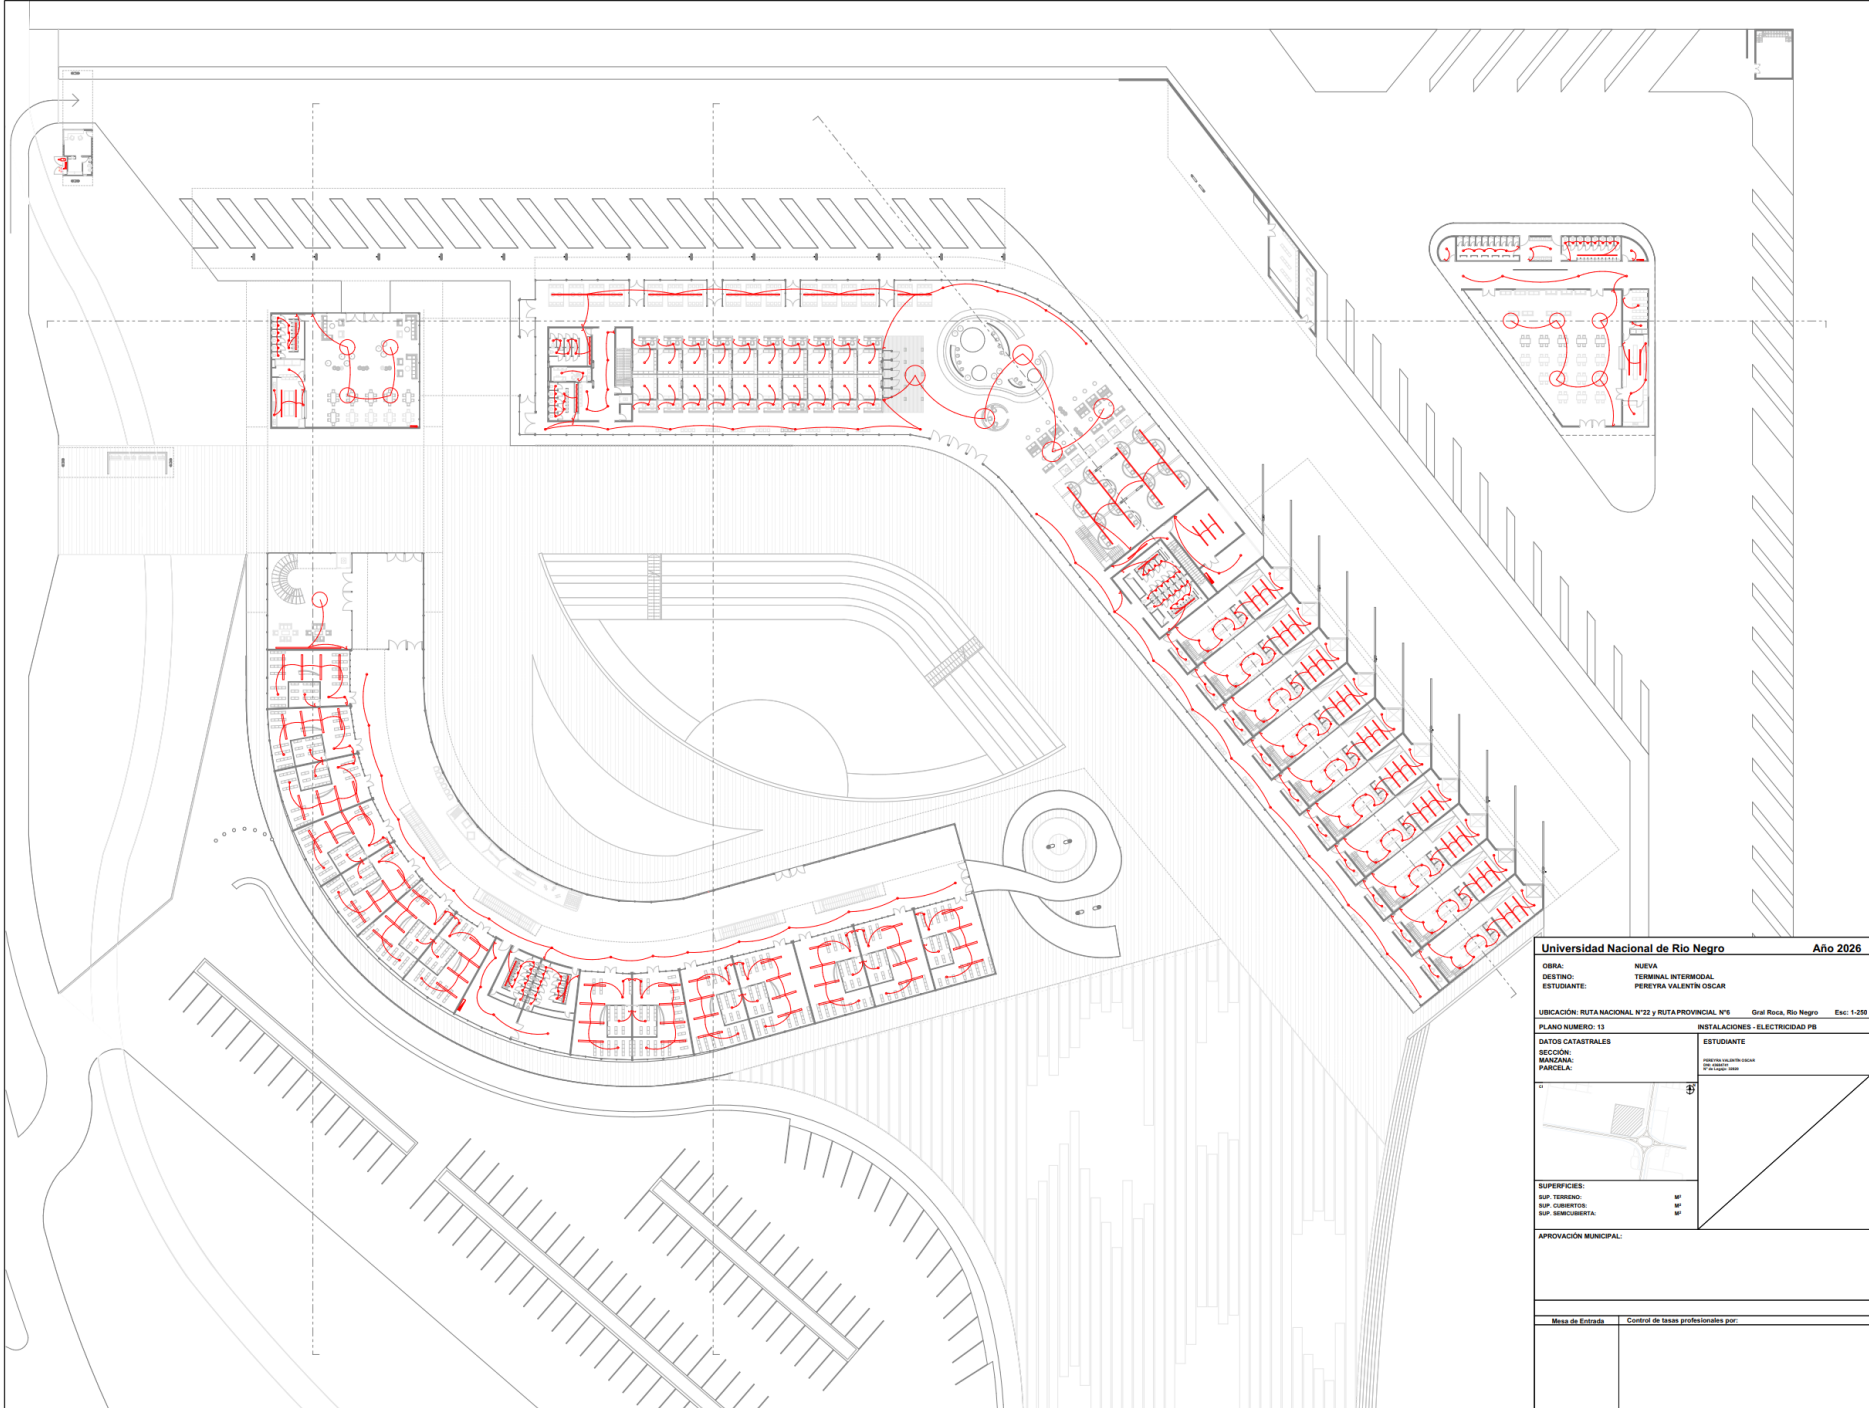 Universidad Nacional de Rio Negro Año 2026
OBRA: NUEVA
DESTINO: TERMINAL INTERMODAL
ESTUDIANTE: PEREYRA VALENTÍN OSCAR
UBICACIÓN: RUTA NACIONAL N°22 y RUTA PROVINCIAL N°6 Gral Roca, Rio Negro Esc: 1-250
PLANO NUMERO: 13 INSTALACIONES - ELECTRICIDAD PB
DATOS CATASTRALES ESTUDIANTE
SECCIÓN:
MANZANA:
PARCELA:
PEREYRA VALENTÍN OSCAR
SUPERFICIES:
SUP. TERRENO: M²
SUP. CUBIERTOS: M²
SUP. SEMICUBIERTA: M²
APROVACIÓN MUNICIPAL:
Mesa de Entrada Control de tasas profesionales por: